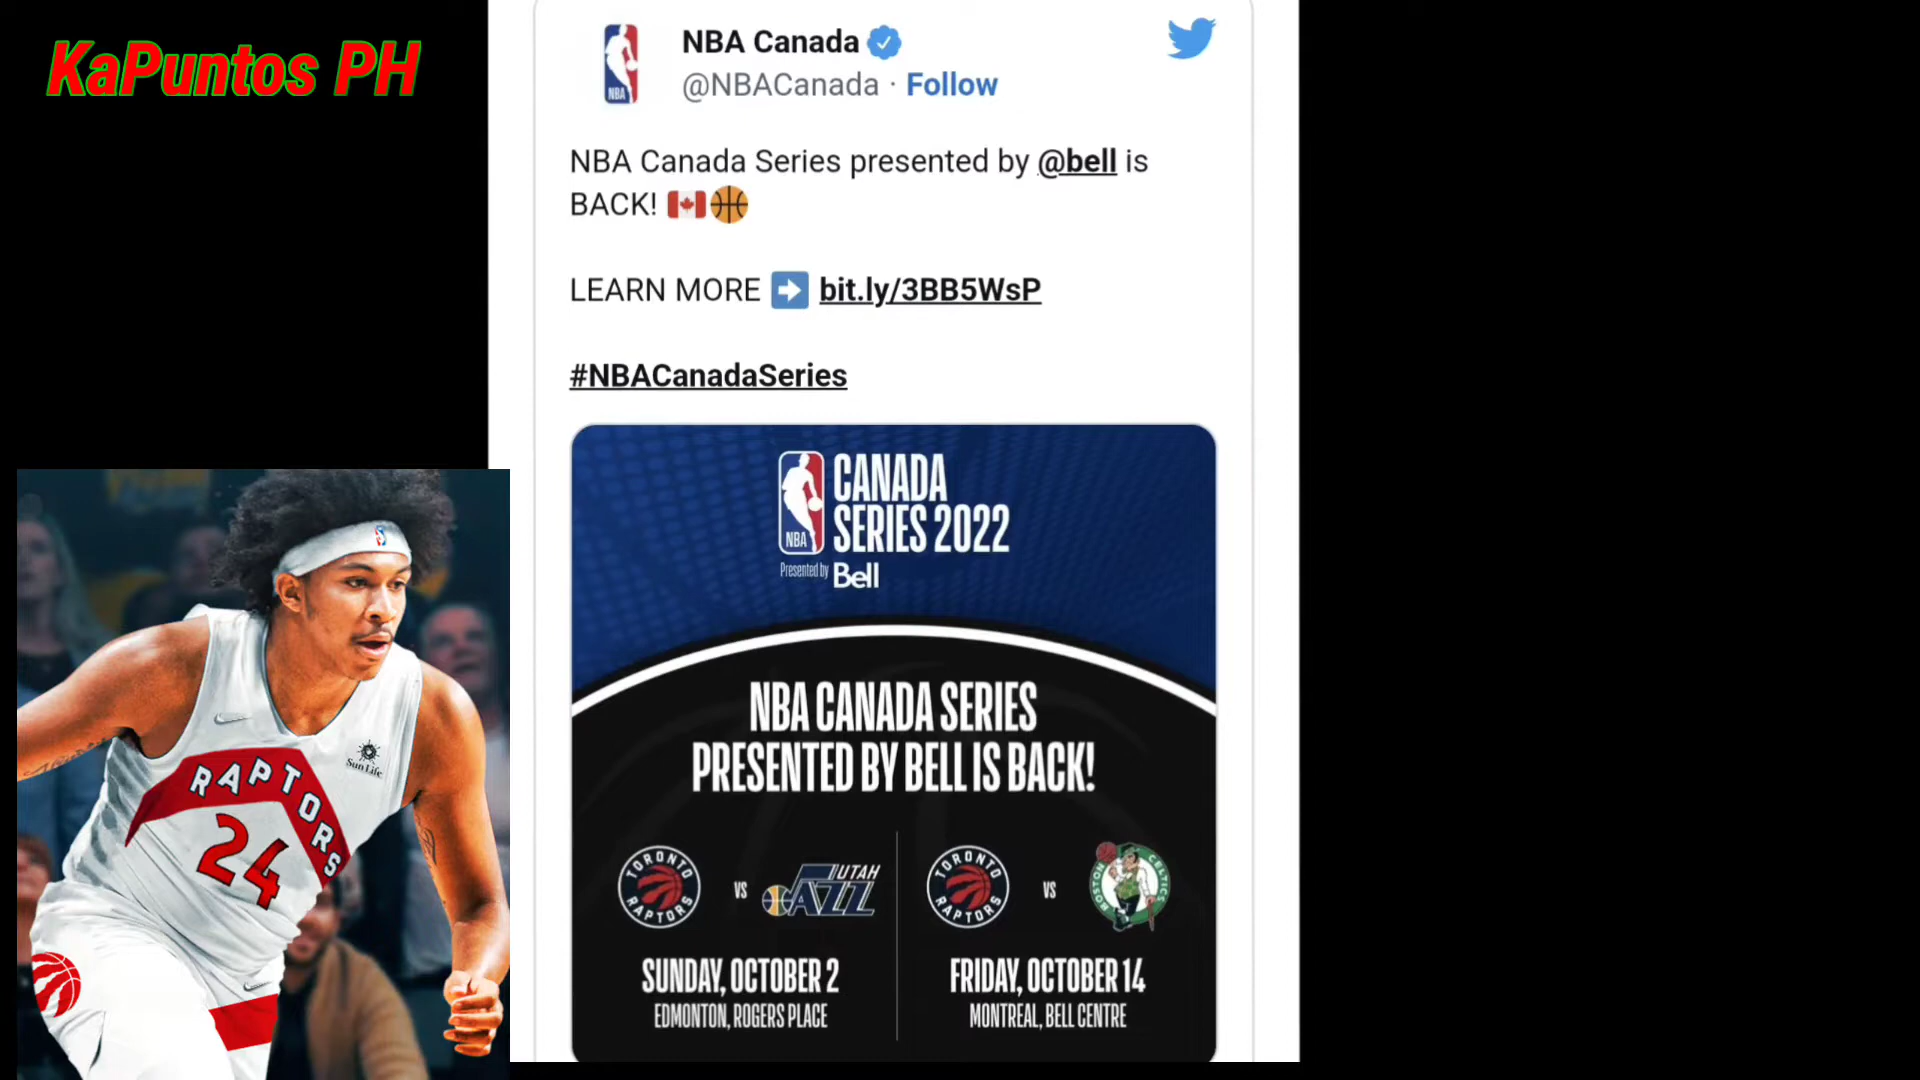 KaPuntos PH
NBA
NBA Canada
@NBACanada · Follow
NBA Canada Series presented by @bell is
BACK!
LEARN MORE ➡ bit.ly/3BB5WsP
#NBACanadaSeries
NBA
CANADA
SERIES 2022
Presented by Bell
NBA CANADA SERIES
PRESENTED BY BELL IS BACK!
TORONTO RAPTORS
VS
UTAH
JAZZ
TORONTO RAPTORS
VS
BOSTON CELTICS
SUNDAY, OCTOBER 2
EDMONTON, ROGERS PLACE
FRIDAY, OCTOBER 14
MONTREAL, BELL CENTRE
Sun Life
RAPTORS
24